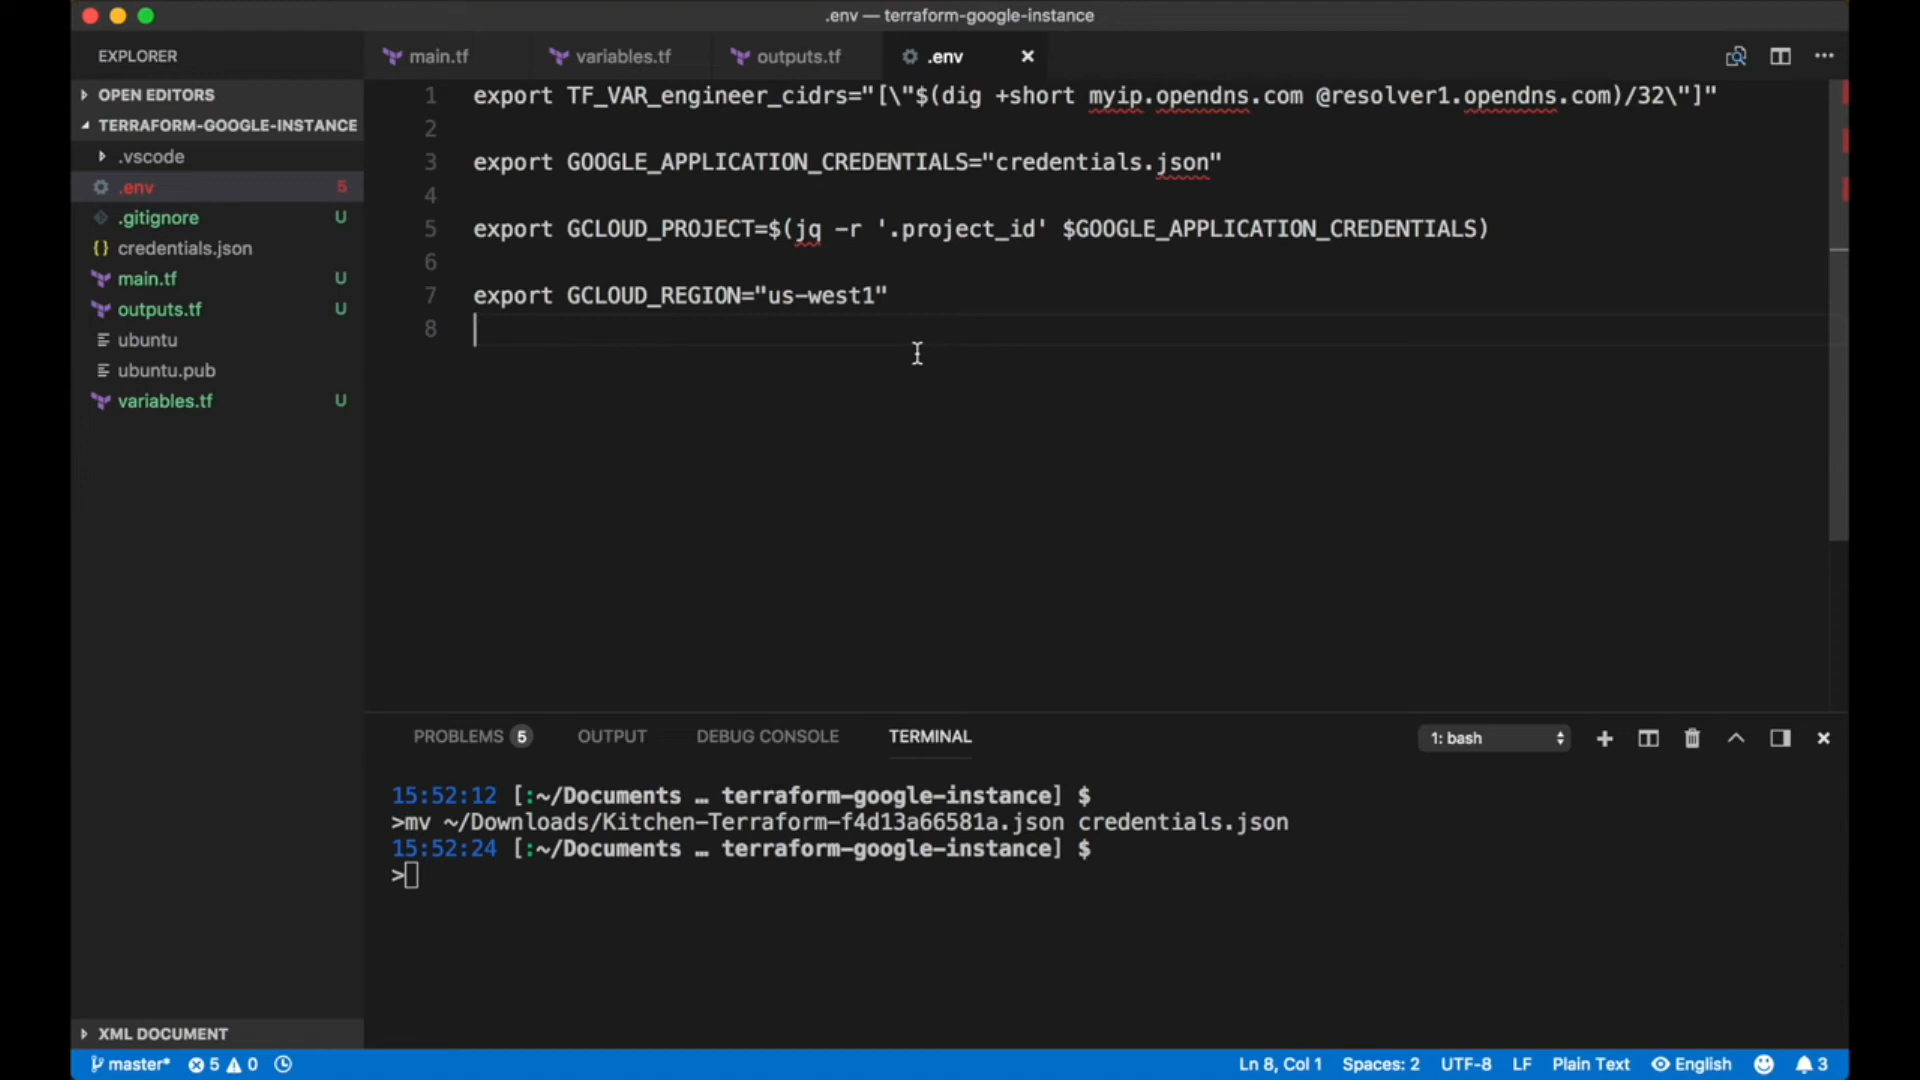 .env — terraform-google-instance
EXPLORER
main.tf
variables.tf
outputs.tf
.env
OPEN EDITORS
TERRAFORM-GOOGLE-INSTANCE
.vscode
.env 5
.gitignore U
credentials.json
main.tf U
outputs.tf U
ubuntu
ubuntu.pub
variables.tf U
XML DOCUMENT
1 export TF_VAR_engineer_cidrs="[\"$(dig +short myip.opendns.com @resolver1.opendns.com)/32\"]"
2
3 export GOOGLE_APPLICATION_CREDENTIALS="credentials.json"
4
5 export GCLOUD_PROJECT=$(jq -r '.project_id' $GOOGLE_APPLICATION_CREDENTIALS)
6
7 export GCLOUD_REGION="us-west1"
8
PROBLEMS 5 OUTPUT DEBUG CONSOLE TERMINAL 1: bash
15:52:12 [:~/Documents … terraform-google-instance] $
>mv ~/Downloads/Kitchen-Terraform-f4d13a66581a.json credentials.json
15:52:24 [:~/Documents … terraform-google-instance] $
>
master* 5 0 Ln 8, Col 1 Spaces: 2 UTF-8 LF Plain Text English 3